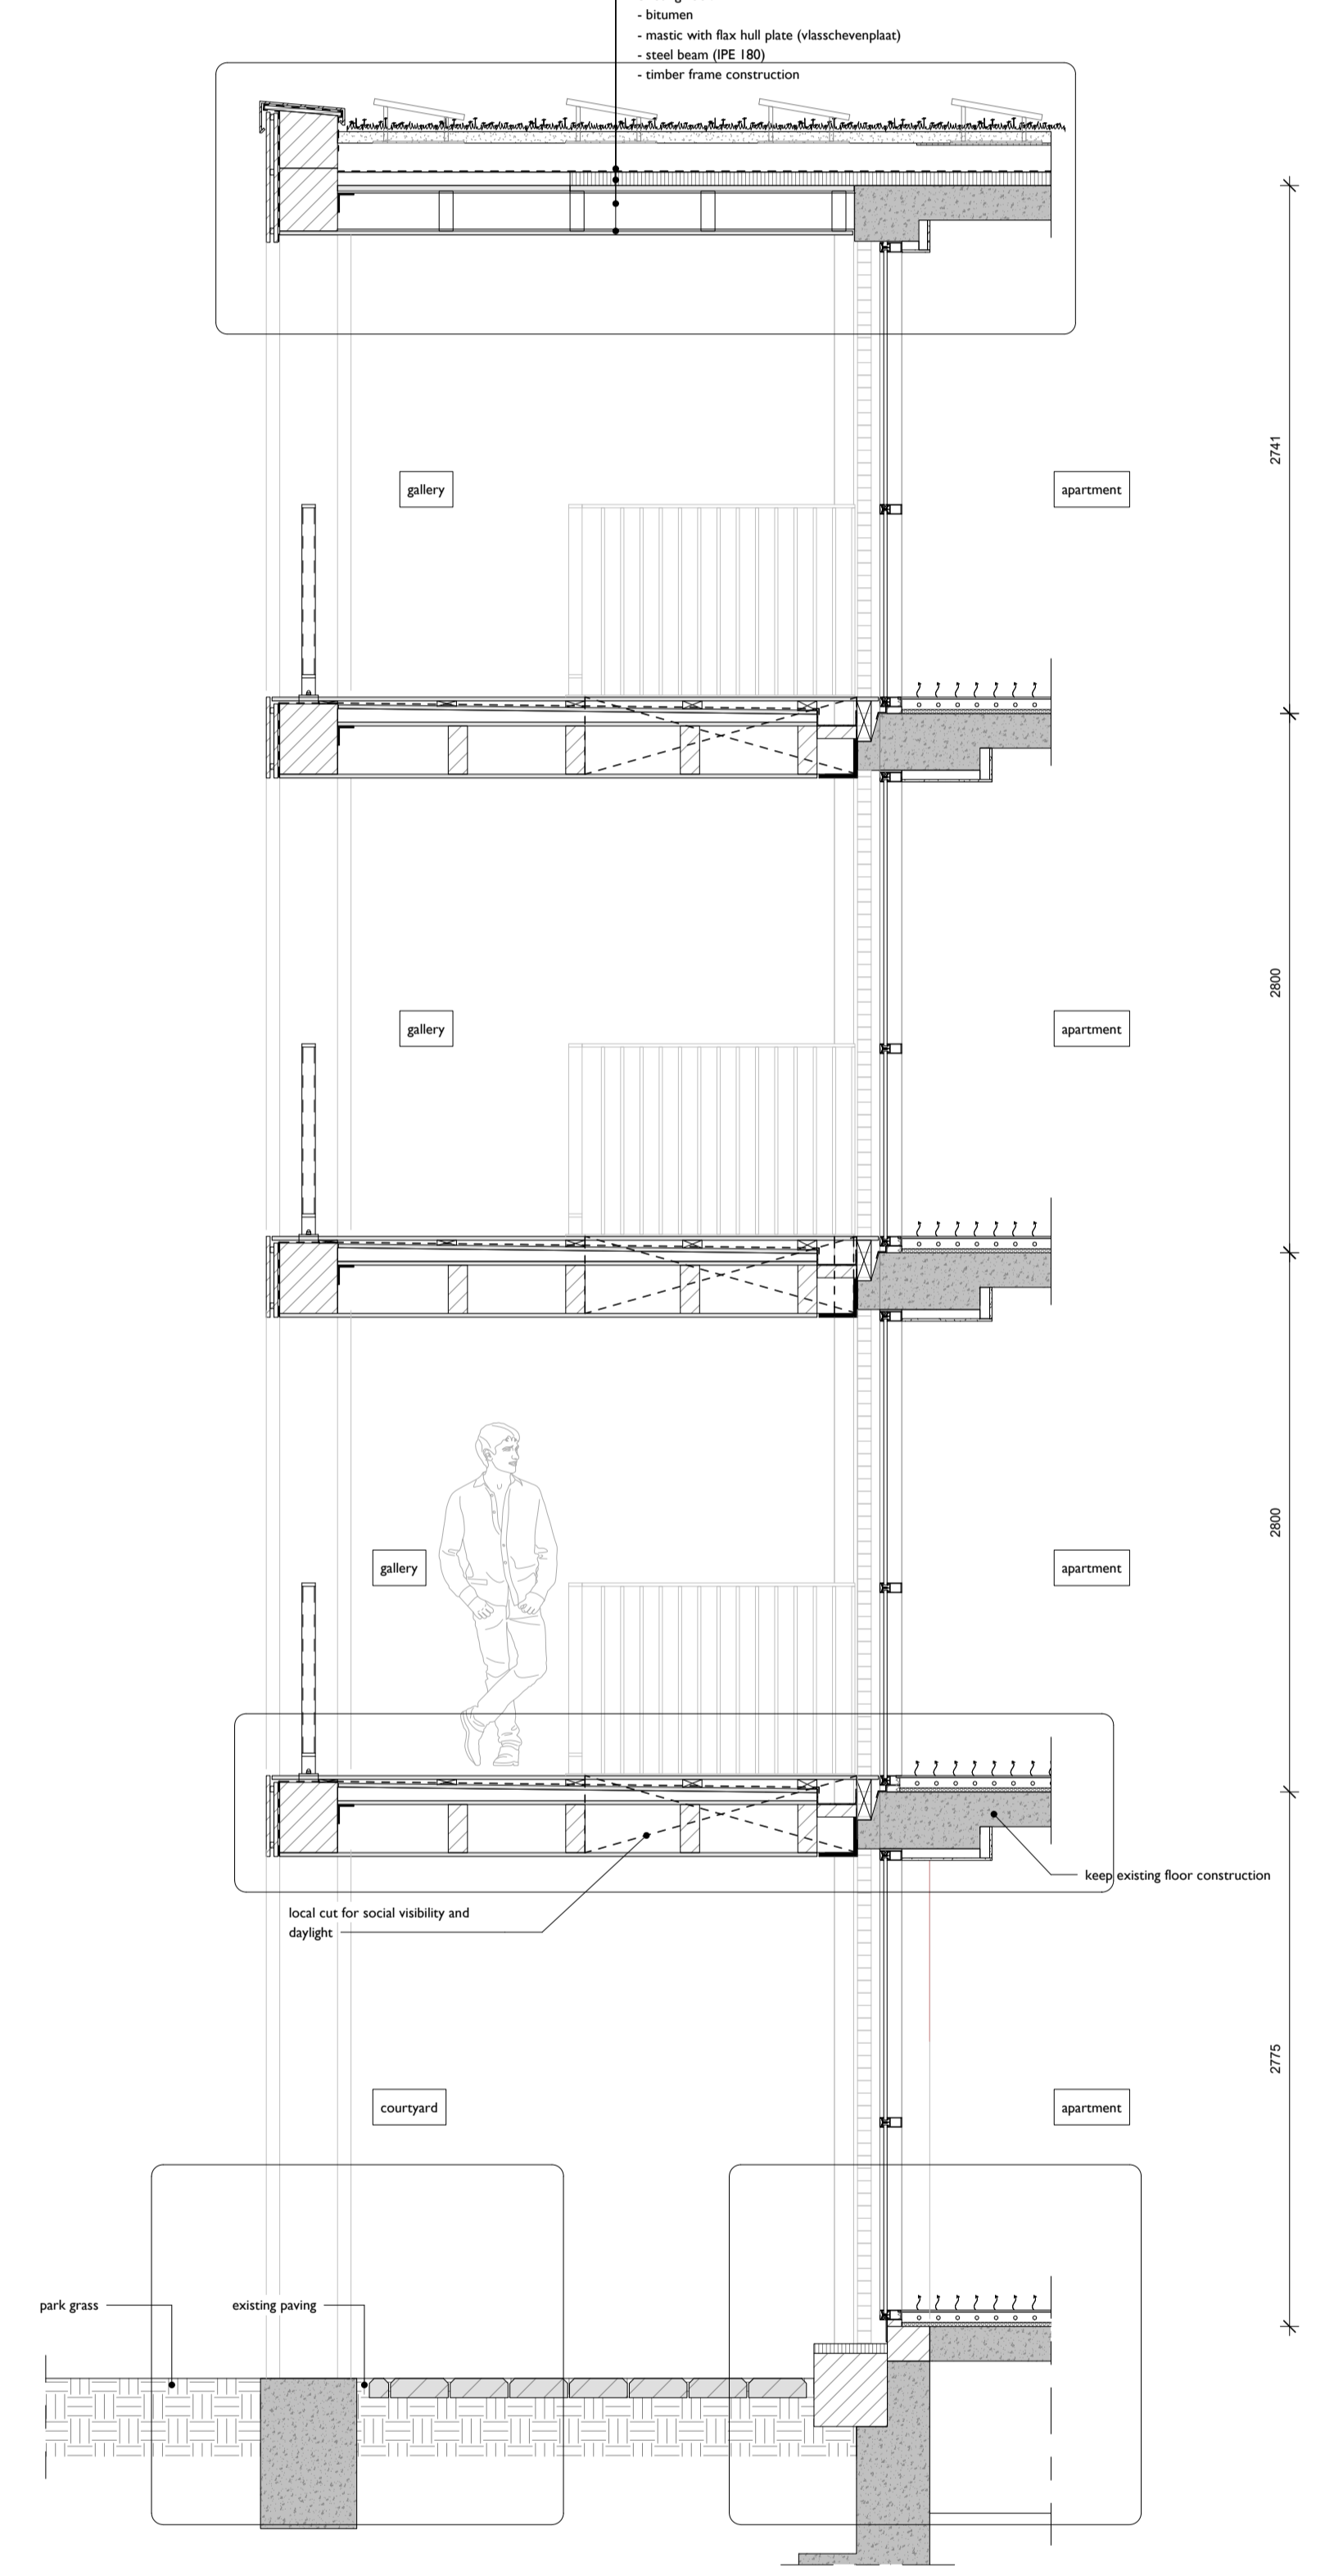 - bitumen
- mastic with flax hull plate (vlasschevenplaat)
- steel beam (IPE 180)
- timber frame construction
2741
gallery
apartment
2800
gallery
apartment
2800
gallery
apartment
keep existing floor construction
local cut for social visibility and
daylight
2775
courtyard
apartment
park grass
existing paving